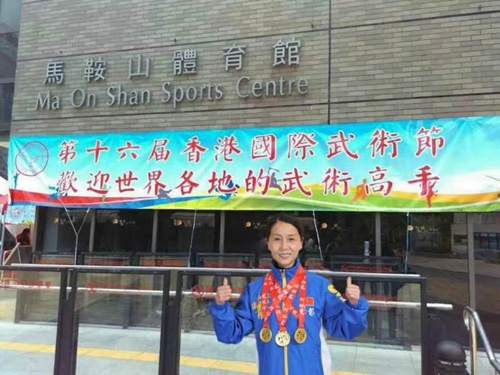 馬鞍山體育館
Ma On Shan Sports Centre
第十六届香港國際武術節
歡迎世界各地的武術高手